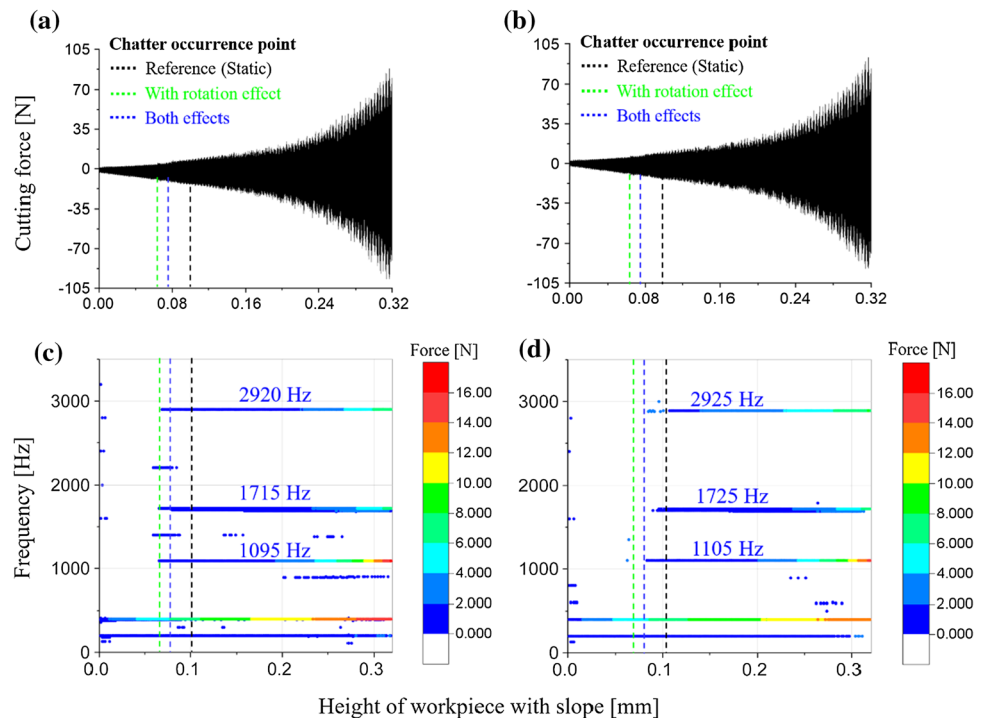 (a)
Chatter occurrence point
Reference (Static)
With rotation effect
Both effects
Cutting force [N]
105
70
35
0
-35
-70
-105
0.00
0.08
0.16
0.24
0.32
(b)
Chatter occurrence point
Reference (Static)
With rotation effect
Both effects
105
70
35
0
-35
-70
-105
0.00
0.08
0.16
0.24
0.32
(c)
Force [N]
2920 Hz
1715 Hz
1095 Hz
Frequency [Hz]
3000
2000
1000
0
0.0
0.1
0.2
0.3
16.00
14.00
12.00
10.00
8.000
6.000
4.000
2.000
0.000
(d)
Force [N]
2925 Hz
1725 Hz
1105 Hz
3000
2000
1000
0
0.0
0.1
0.2
0.3
16.00
14.00
12.00
10.00
8.000
6.000
4.000
2.000
0.000
Height of workpiece with slope [mm]